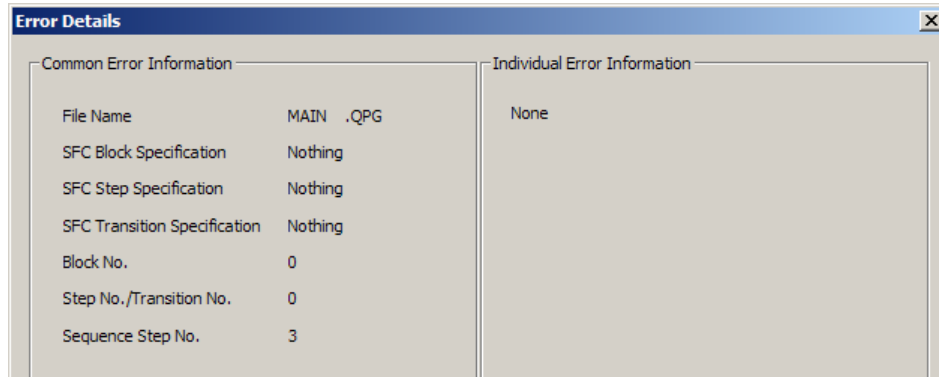 Error Details
Common Error Information
File Name MAIN .QPG
SFC Block Specification Nothing
SFC Step Specification Nothing
SFC Transition Specification Nothing
Block No. 0
Step No./Transition No. 0
Sequence Step No. 3
Individual Error Information
None